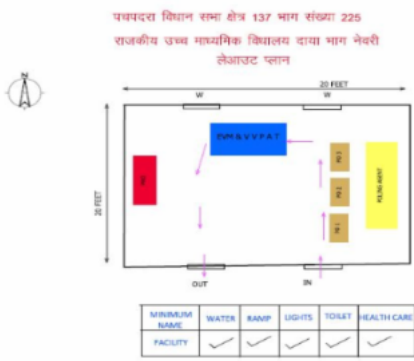 पचपदरा विधान सभा क्षेत्र 137 भाग संख्या 225
राजकीय उच्च माध्यमिक विधालय दाया भाग नेवरी
लेआउट प्लान
N
20 FEET
W W
EVM & V V P A T
PO 3
PO 2
PO 1
POLING AGENT
20 FEET
OUT IN
MINIMUM NAME WATER RAMP LIGHTS TOILET HEALTH CARE
FACILITY